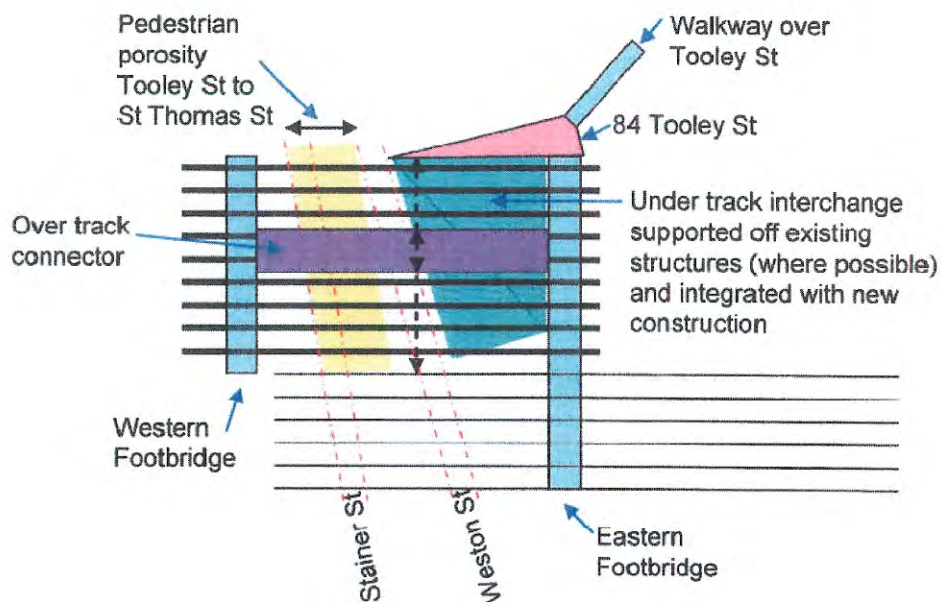 Pedestrian
porosity
Tooley St to
St Thomas St
Walkway over
Tooley St
84 Tooley St
Over track
connector
Under track interchange
supported off existing
structures (where possible)
and integrated with new
construction
Western
Footbridge
Stainer St
Weston St
Eastern
Footbridge